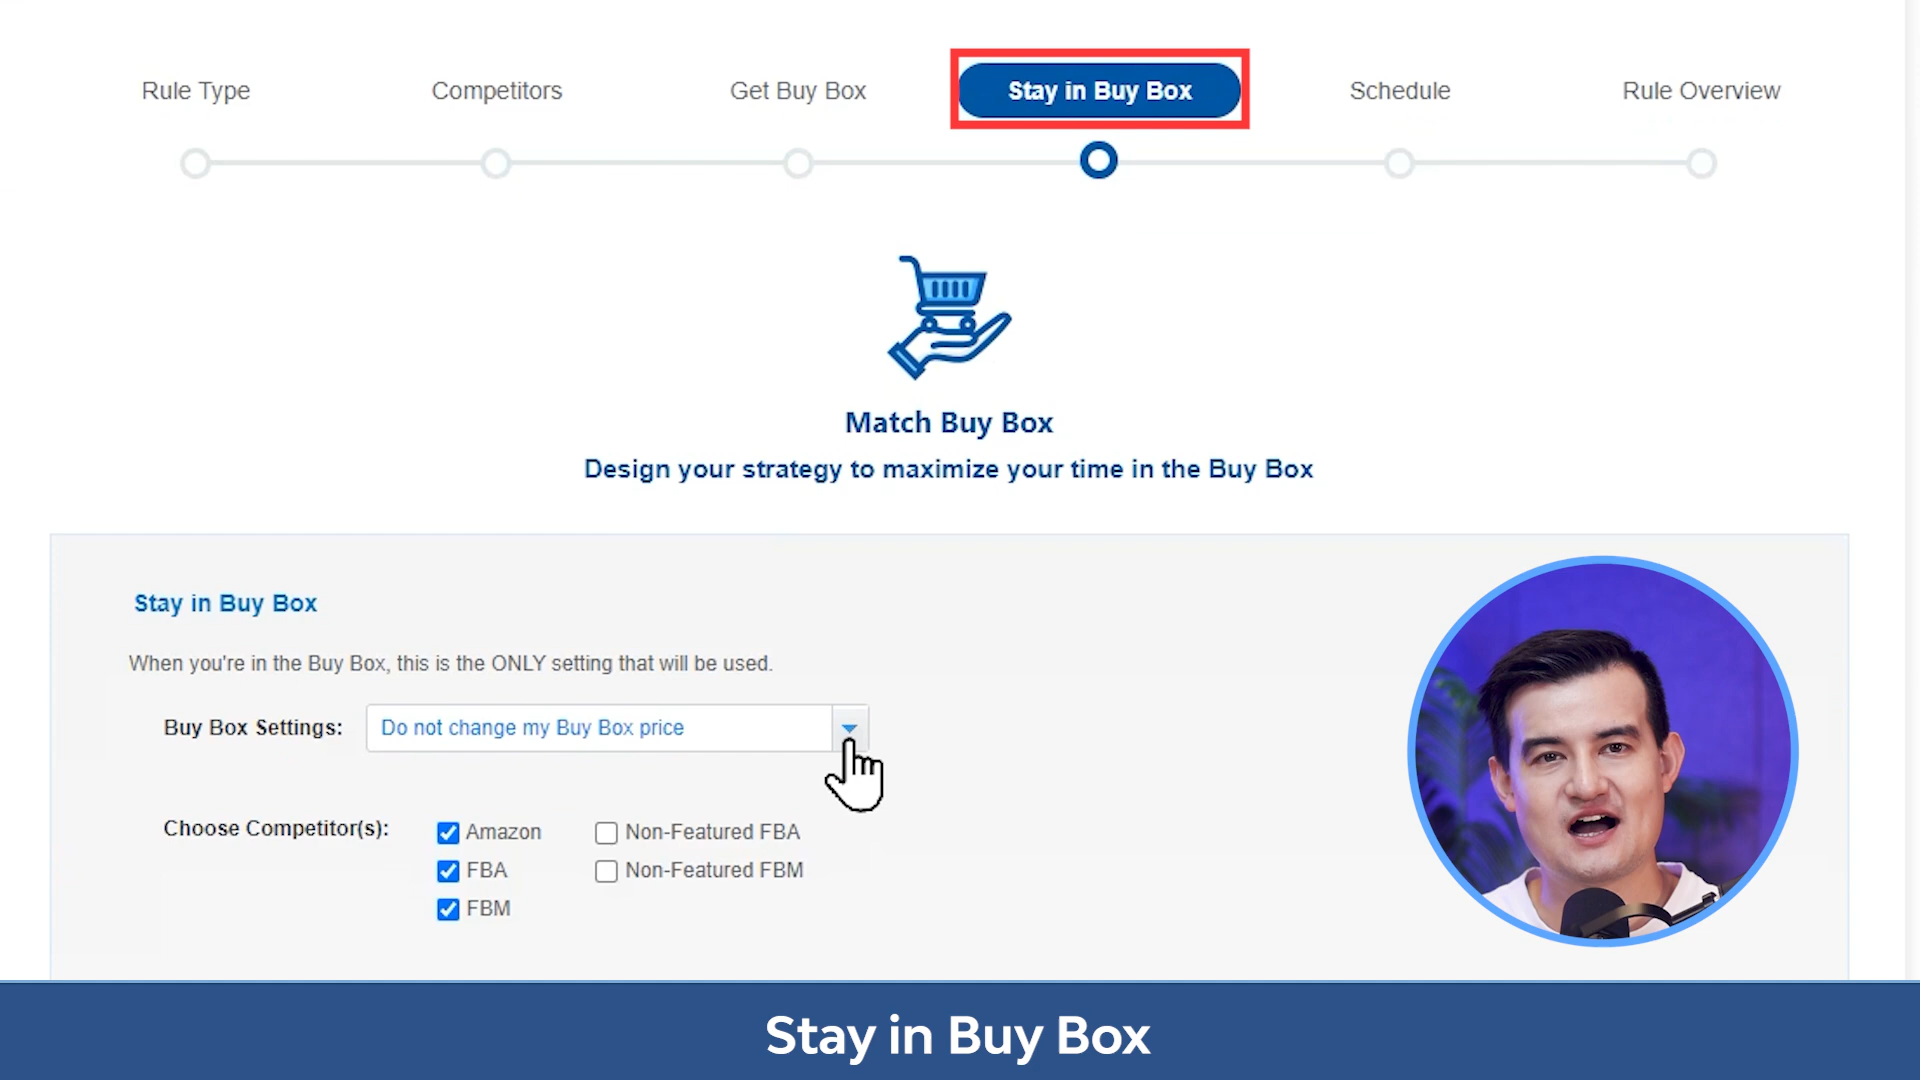 Rule Type
Competitors
Get Buy Box
Stay in Buy Box
Schedule
Rule Overview
Match Buy Box
Design your strategy to maximize your time in the Buy Box
Stay in Buy Box
When you're in the Buy Box, this is the ONLY setting that will be used.
Buy Box Settings: Do not change my Buy Box price
Choose Competitor(s): Amazon Non-Featured FBA
FBA Non-Featured FBM
FBM
Stay in Buy Box